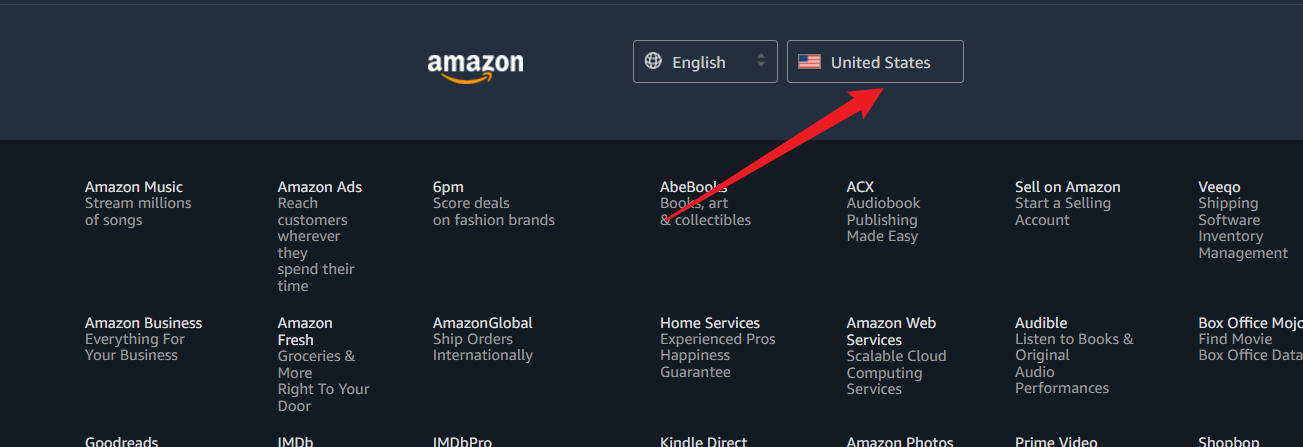 amazon
English
United States
Amazon Music
Stream millions
of songs
Amazon Ads
Reach
customers
wherever
they
spend their
time
6pm
Score deals
on fashion brands
AbeBooks
Books, art
& collectibles
ACX
Audiobook
Publishing
Made Easy
Sell on Amazon
Start a Selling
Account
Veeqo
Shipping
Software
Inventory
Management
Amazon Business
Everything For
Your Business
Amazon
Fresh
Groceries &
More
Right To Your
Door
AmazonGlobal
Ship Orders
Internationally
Home Services
Experienced Pros
Happiness
Guarantee
Amazon Web
Services
Scalable Cloud
Computing
Services
Audible
Listen to Books &
Original
Audio
Performances
Box Office Mojo
Find Movie
Box Office Data
Goodreads
IMDb
IMDbPro
Kindle Direct
Amazon Photos
Prime Video
Shopbop